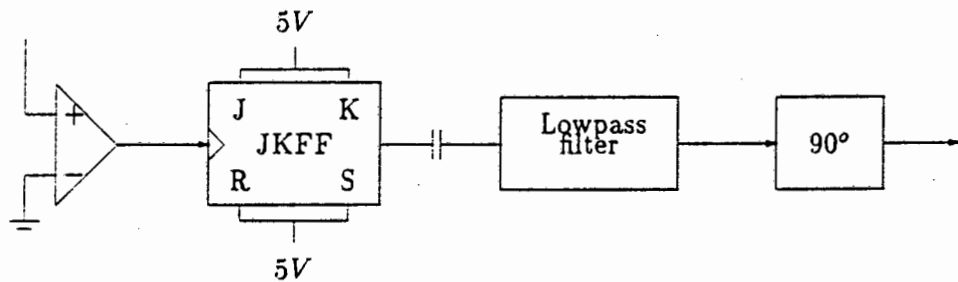 5V
+
−
J K
JKFF
R S
5V
Lowpass
filter
90°